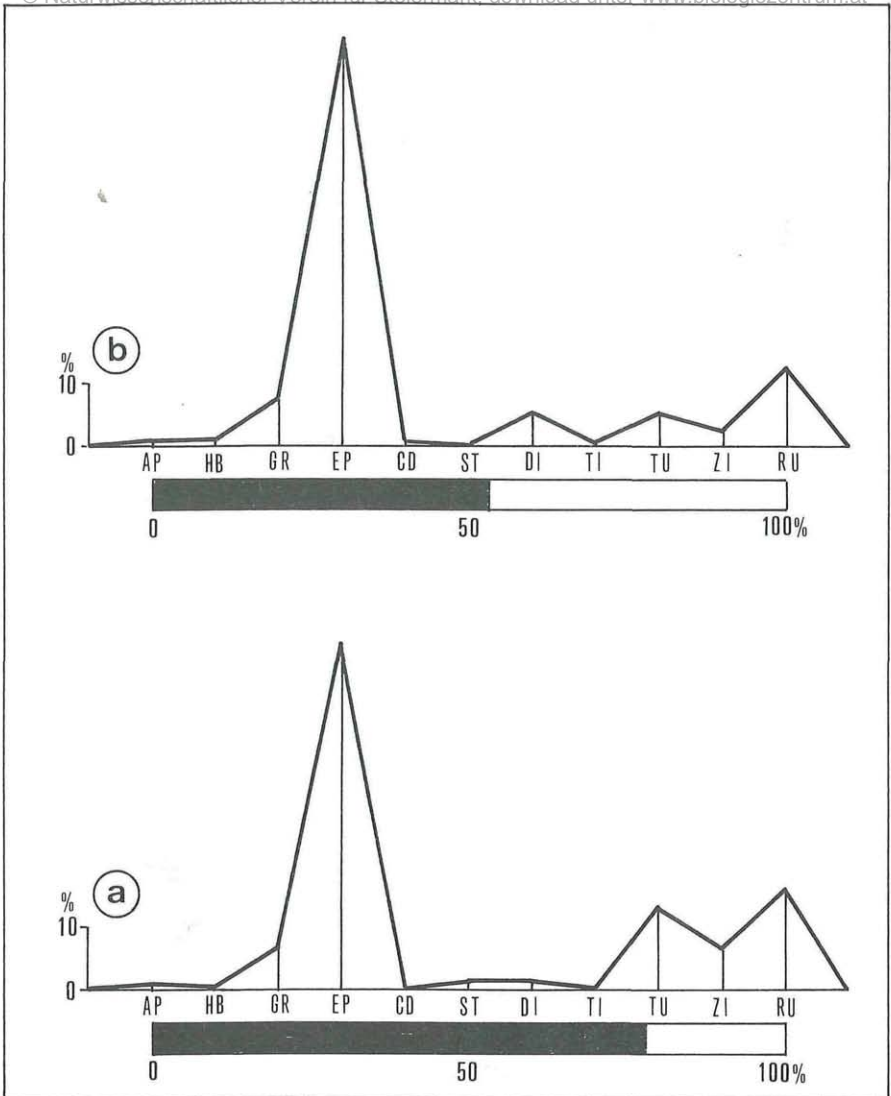 © Naturwissenschaftlicher Verein für Steiermark; download unter www.biologiezentrum.at
%
b
10
0
AP HB GR EP CD ST DI TI TU ZI RU
0 50 100%
%
a
10
0
AP HB GR EP CD ST DI TI TU ZI RU
0 50 100%